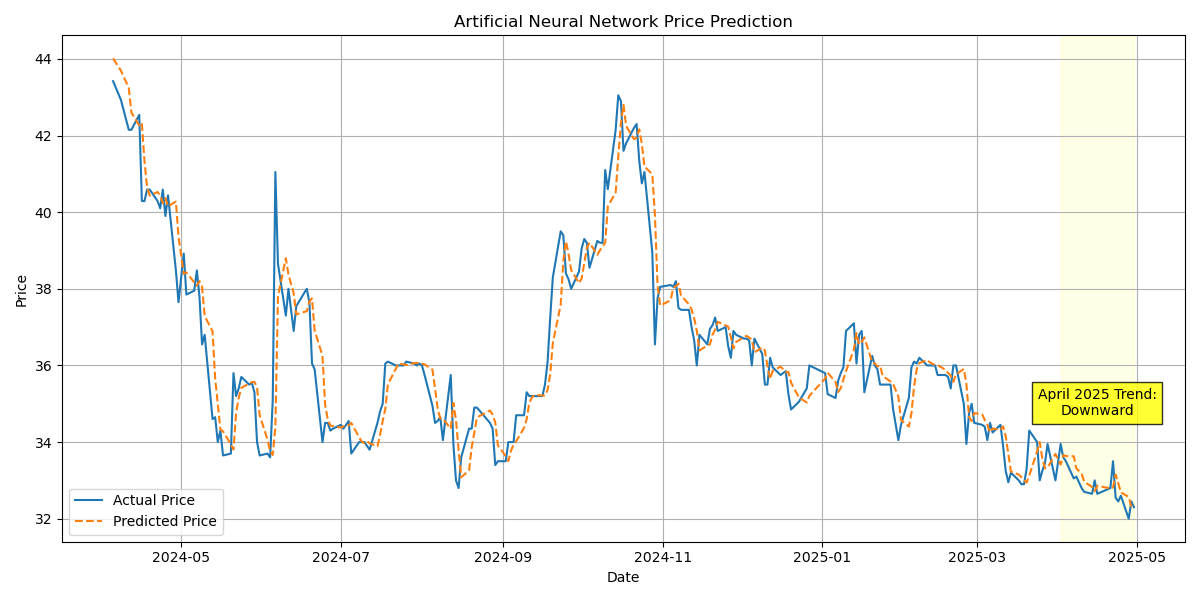 Artificial Neural Network Price Prediction
Price
44
42
40
38
36
34
32
April 2025 Trend:
Downward
Actual Price
Predicted Price
2024-05
2024-07
2024-09
2024-11
2025-01
2025-03
2025-05
Date